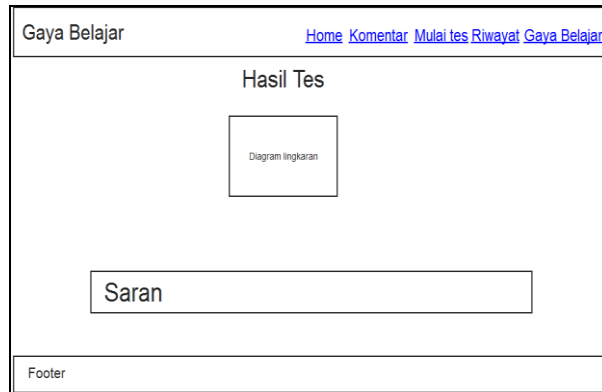 Gaya Belajar
Home Komentar Mulai tes Riwayat Gaya Belajar
Hasil Tes
Diagram lingkaran
Saran
Footer